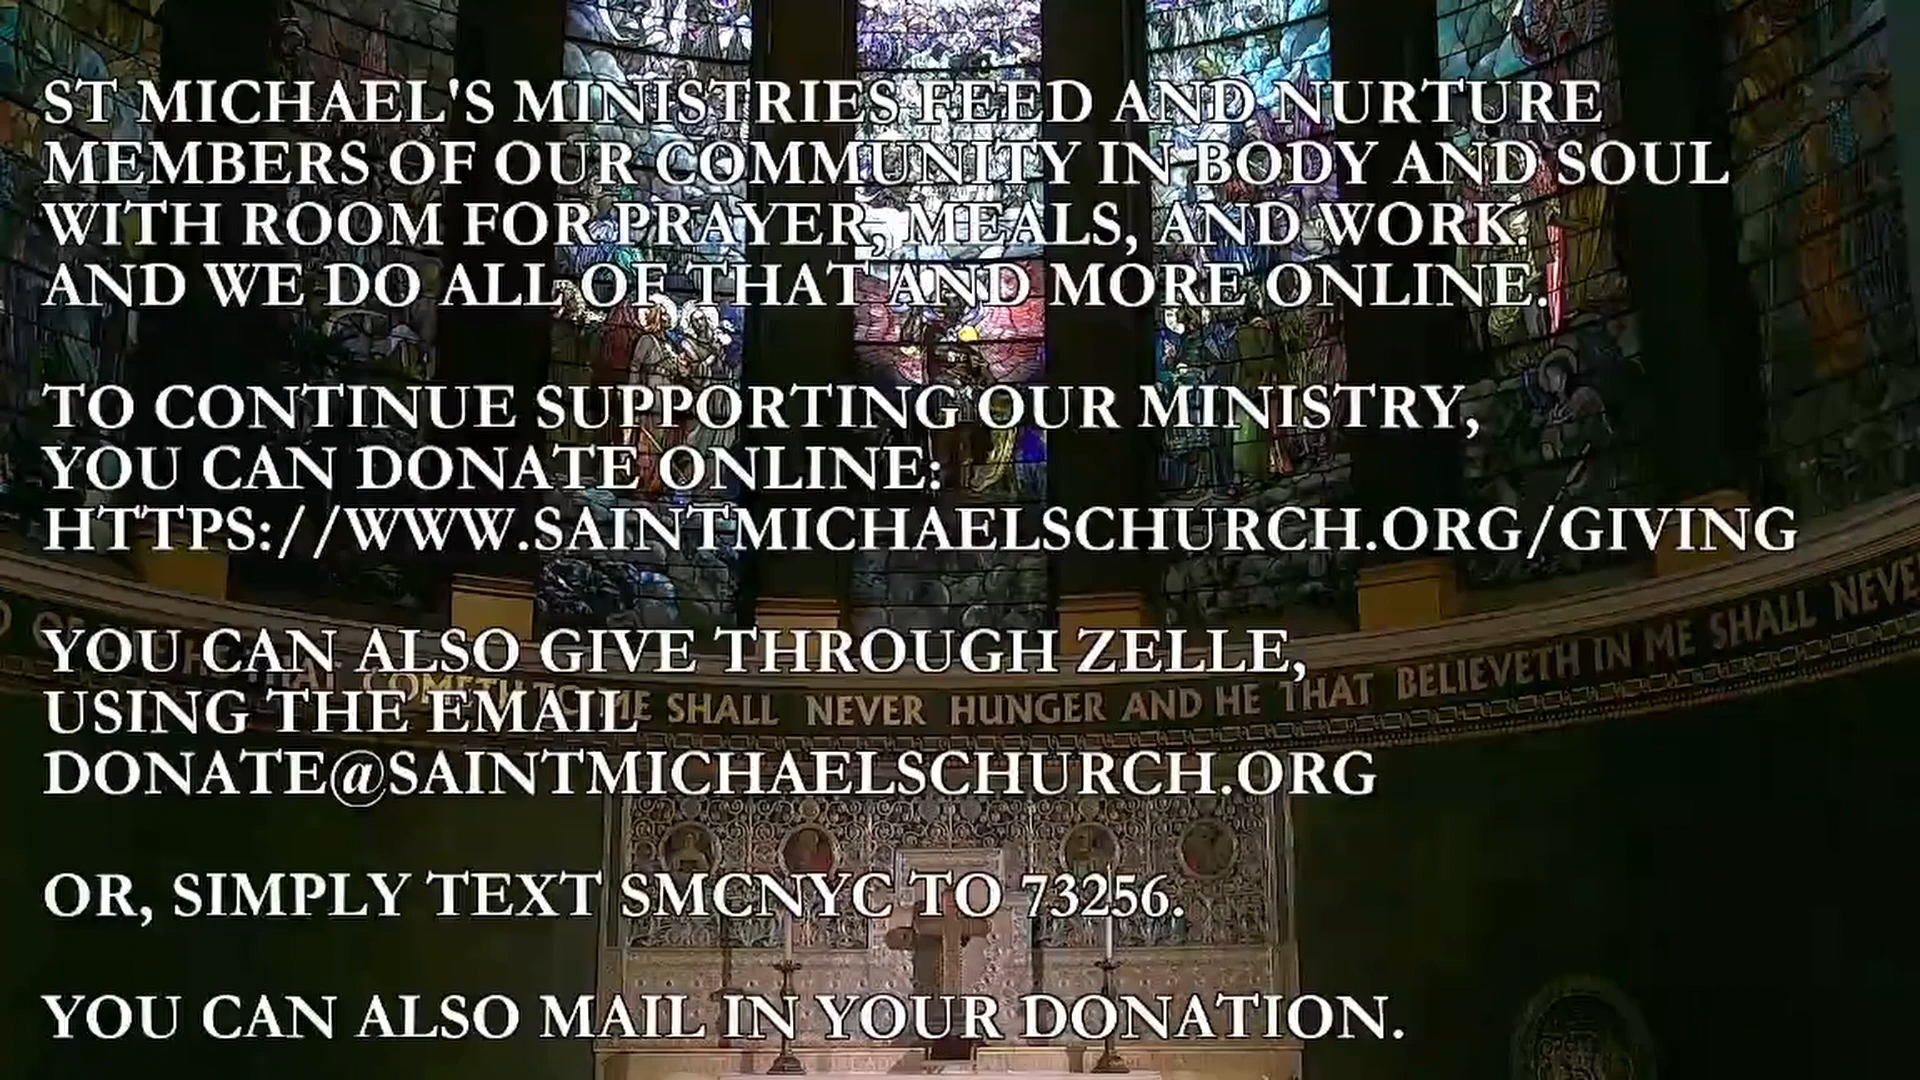 ST MICHAEL'S MINISTRIES FEED AND NURTURE
MEMBERS OF OUR COMMUNITY IN BODY AND SOUL
WITH ROOM FOR PRAYER, MEALS, AND WORK.
AND WE DO ALL OF THAT AND MORE ONLINE.
TO CONTINUE SUPPORTING OUR MINISTRY,
YOU CAN DONATE ONLINE:
HTTPS://WWW.SAINTMICHAELSCHURCH.ORG/GIVING
YOU CAN ALSO GIVE THROUGH ZELLE,
USING THE EMAIL
DONATE@SAINTMICHAELSCHURCH.ORG
OR, SIMPLY TEXT SMCNYC TO 73256.
YOU CAN ALSO MAIL IN YOUR DONATION.
THAT COMETH TO ME SHALL NEVER HUNGER AND HE THAT BELIEVETH IN ME SHALL NEVE